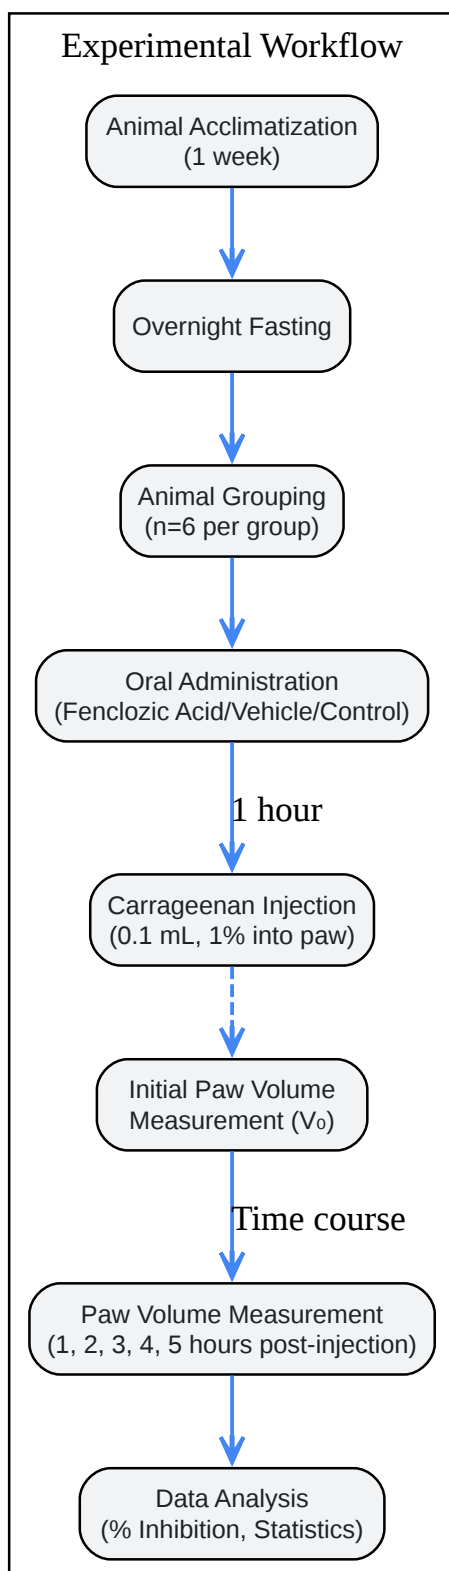 Experimental Workflow
Animal Acclimatization
(1 week)
Overnight Fasting
Animal Grouping
(n=6 per group)
Oral Administration
(Fenclozic Acid/Vehicle/Control)
1 hour
Carrageenan Injection
(0.1 mL, 1% into paw)
Initial Paw Volume
Measurement (V₀)
Time course
Paw Volume Measurement
(1, 2, 3, 4, 5 hours post-injection)
Data Analysis
(% Inhibition, Statistics)